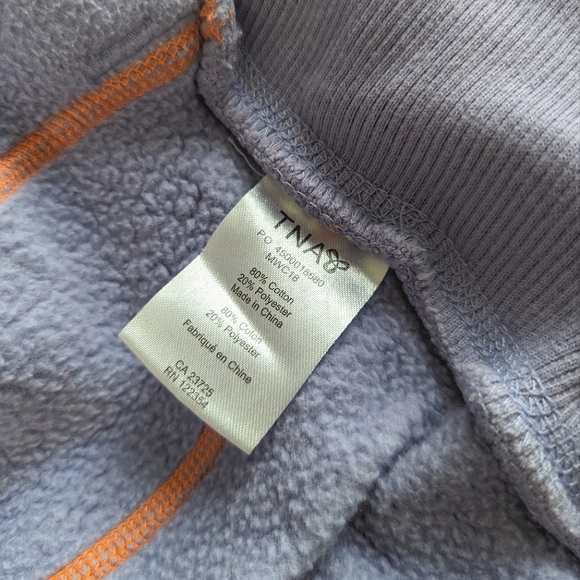 TNA
PO 4500018680
MWC18
80% Cotton
20% Polyester
Made in China
80% Coton
20% Polyester
Fabriqué en Chine
CA 23725
RN 122354